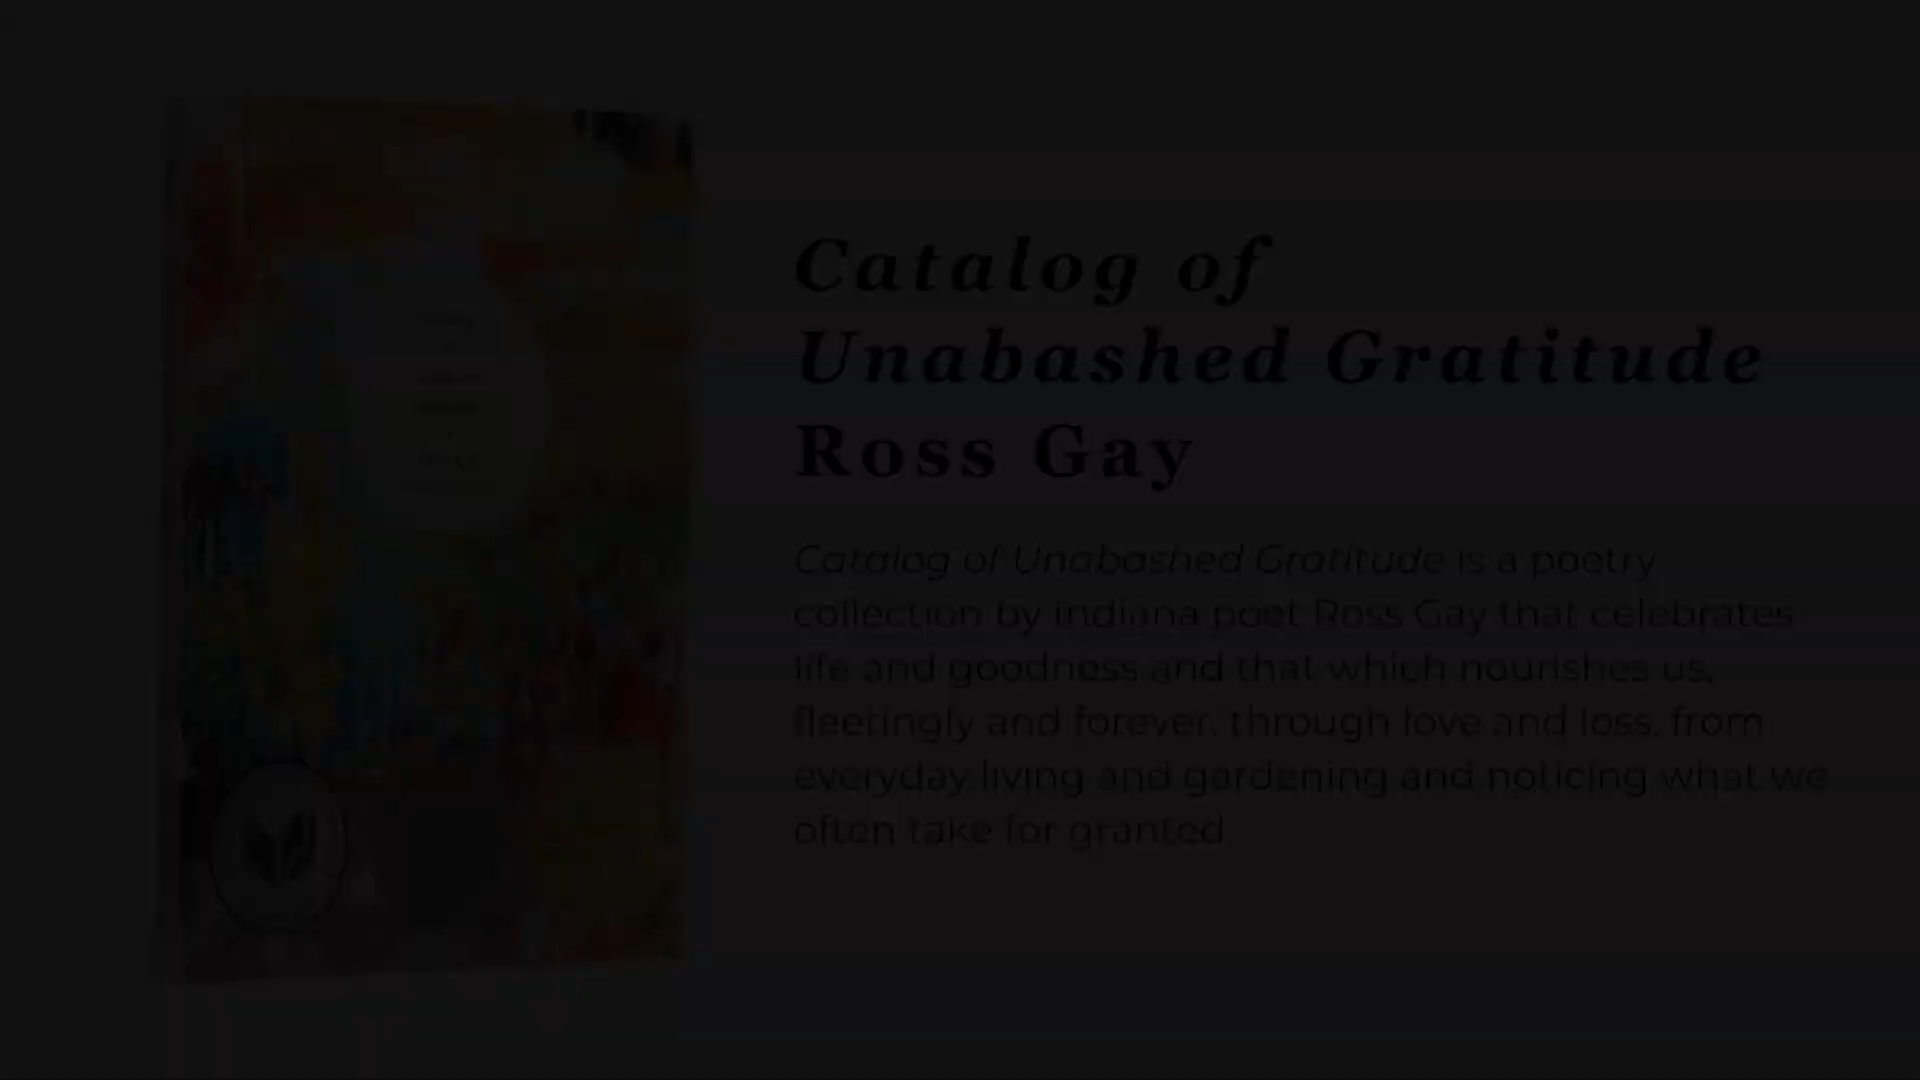 Catalog of
Unabashed Gratitude
Ross Gay
Catalog of Unabashed Gratitude is a poetry
collection by Indiana poet Ross Gay that celebrates
life and goodness and that which nourishes us,
fleetingly and forever, through love and loss, from
everyday living and gardening and noticing what we
often take for granted